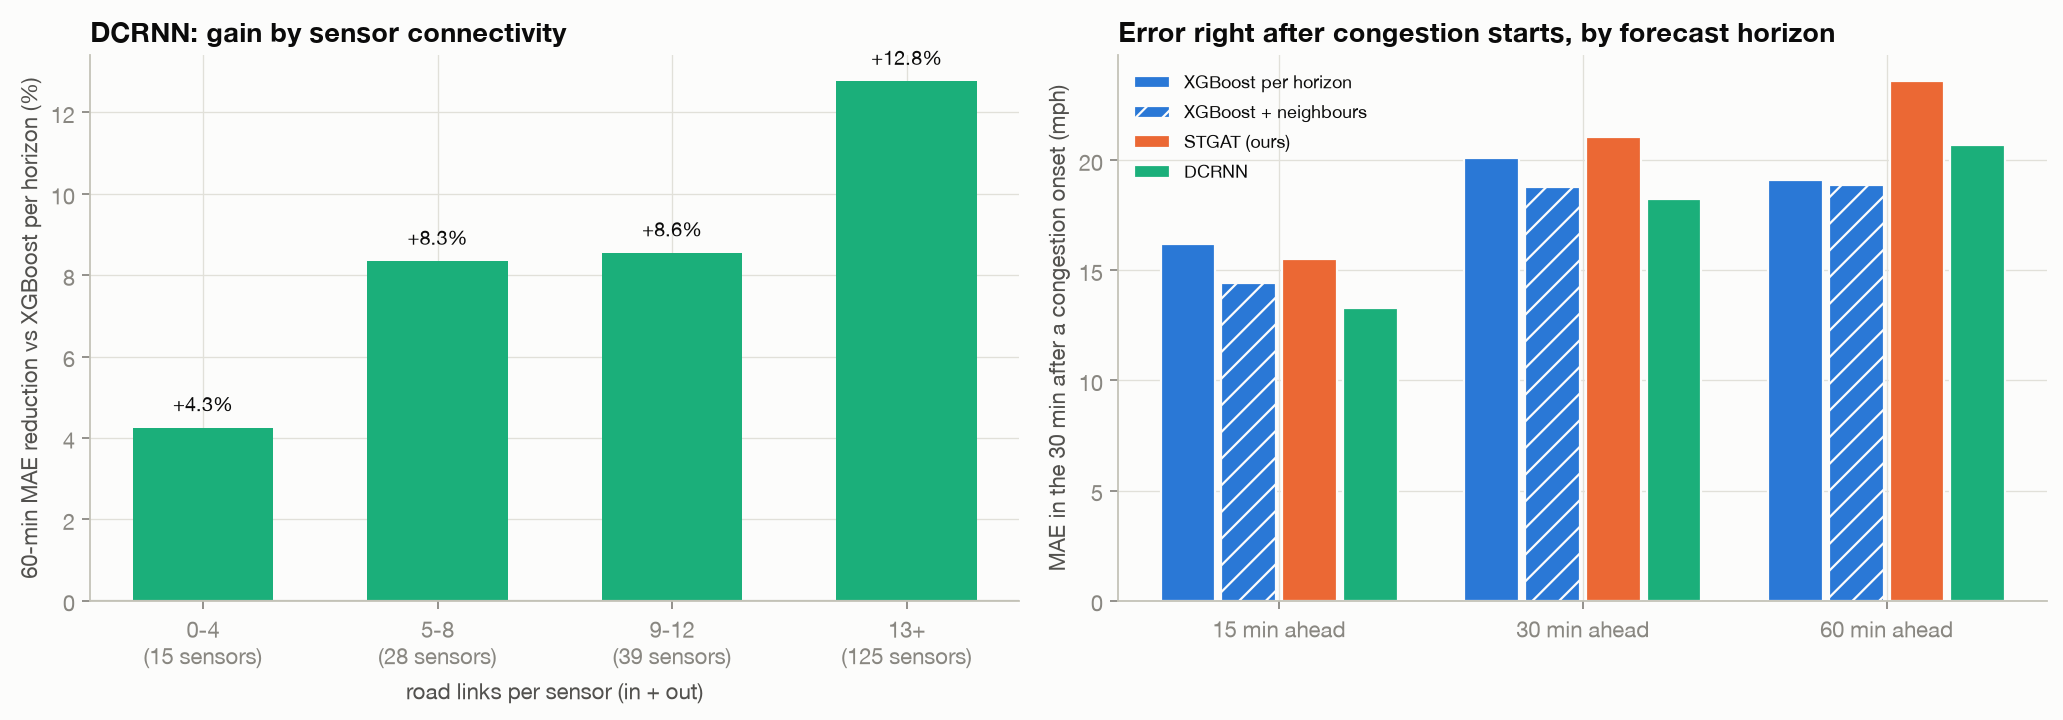 DCRNN: gain by sensor connectivity
60-min MAE reduction vs XGBoost per horizon (%)
12
10
8
6
4
2
0
+4.3%
+8.3%
+8.6%
+12.8%
0-4
(15 sensors)
5-8
(28 sensors)
9-12
(39 sensors)
13+
(125 sensors)
road links per sensor (in + out)
Error right after congestion starts, by forecast horizon
MAE in the 30 min after a congestion onset (mph)
20
15
10
5
0
XGBoost per horizon
XGBoost + neighbours
STGAT (ours)
DCRNN
15 min ahead
30 min ahead
60 min ahead